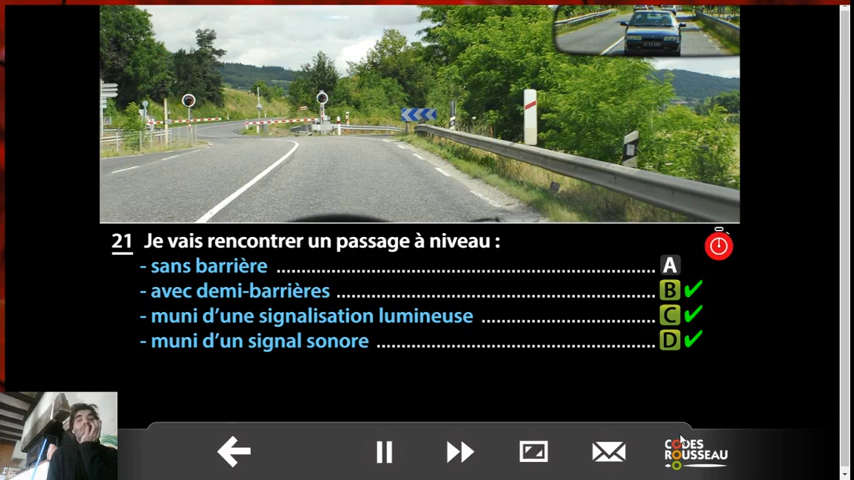 21 Je vais rencontrer un passage à niveau :
- sans barrière ........ A
- avec demi-barrières ........ B
- muni d'une signalisation lumineuse ........ C
- muni d'un signal sonore ........ D
CODES
ROUSSEAU